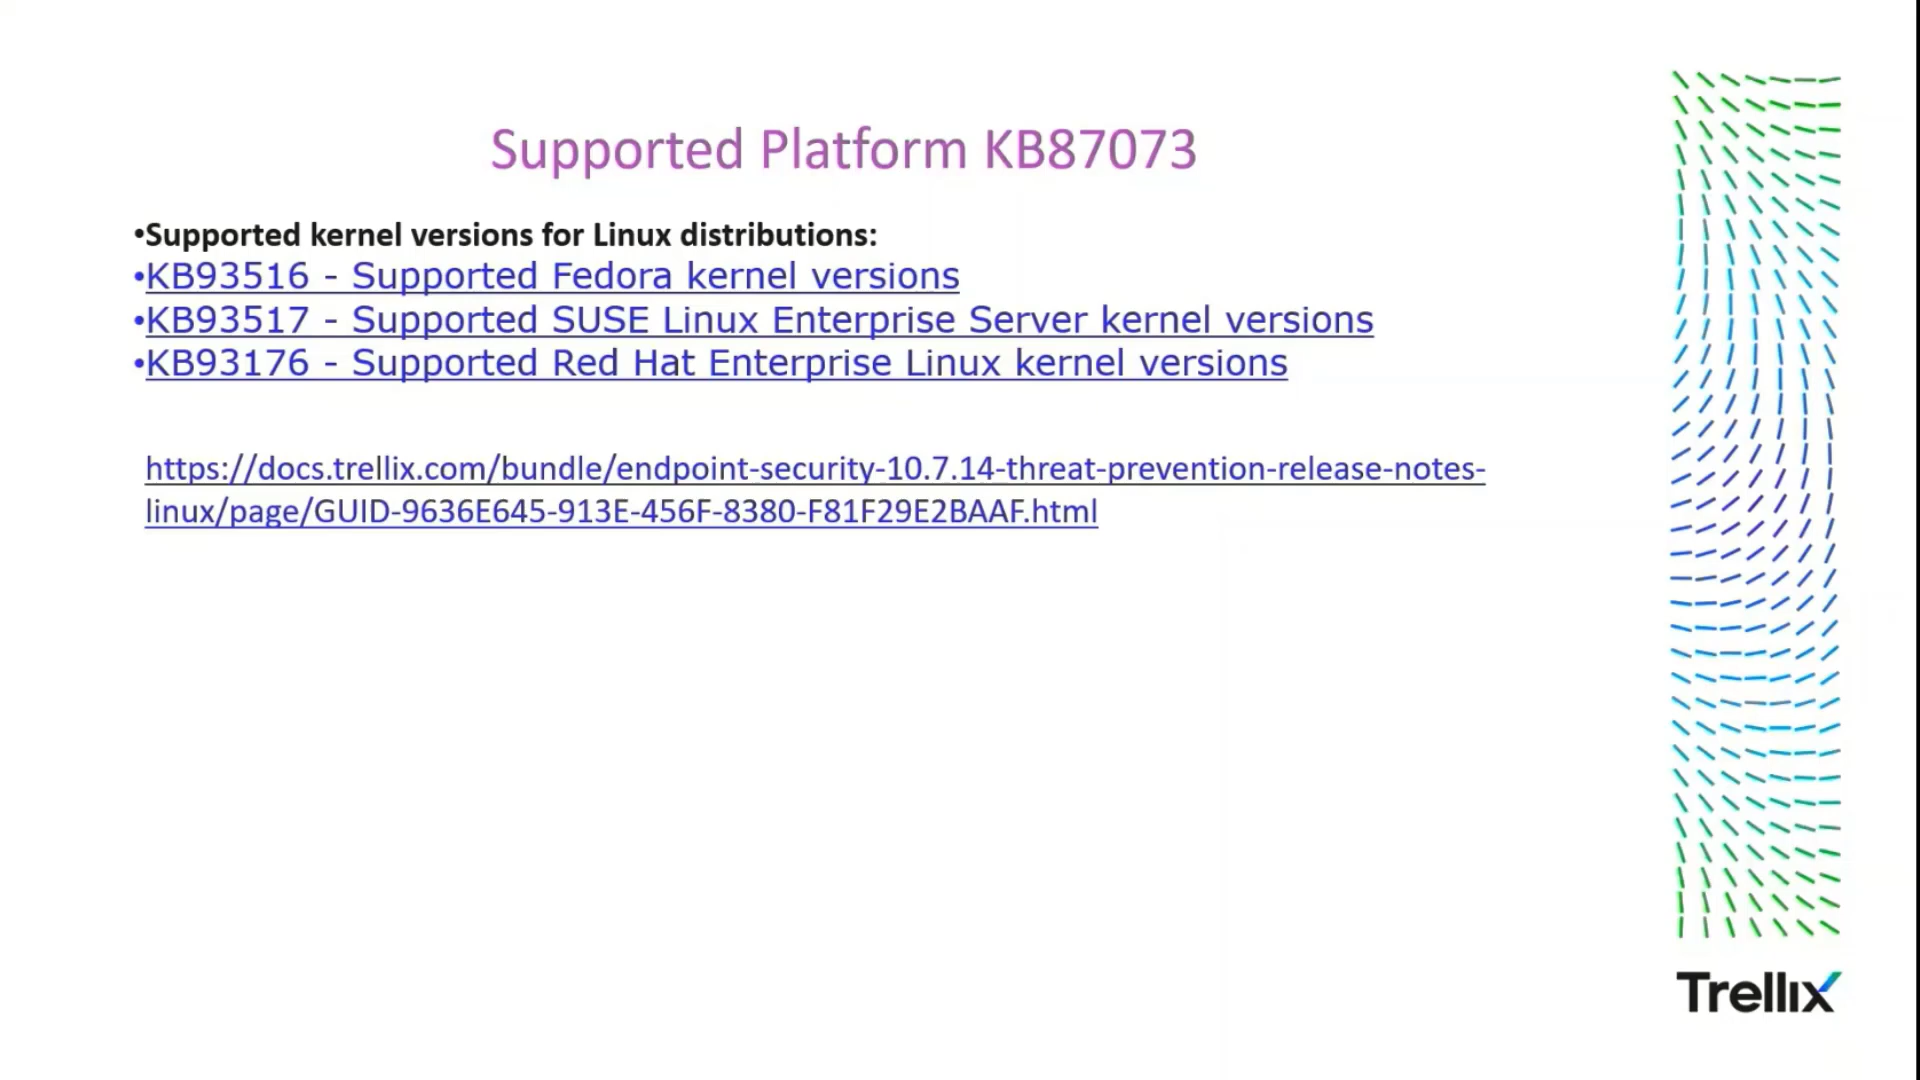 Supported Platform KB87073
•Supported kernel versions for Linux distributions:
•KB93516 - Supported Fedora kernel versions
•KB93517 - Supported SUSE Linux Enterprise Server kernel versions
•KB93176 - Supported Red Hat Enterprise Linux kernel versions
https://docs.trellix.com/bundle/endpoint-security-10.7.14-threat-prevention-release-notes-
linux/page/GUID-9636E645-913E-456F-8380-F81F29E2BAAF.html
Trellix